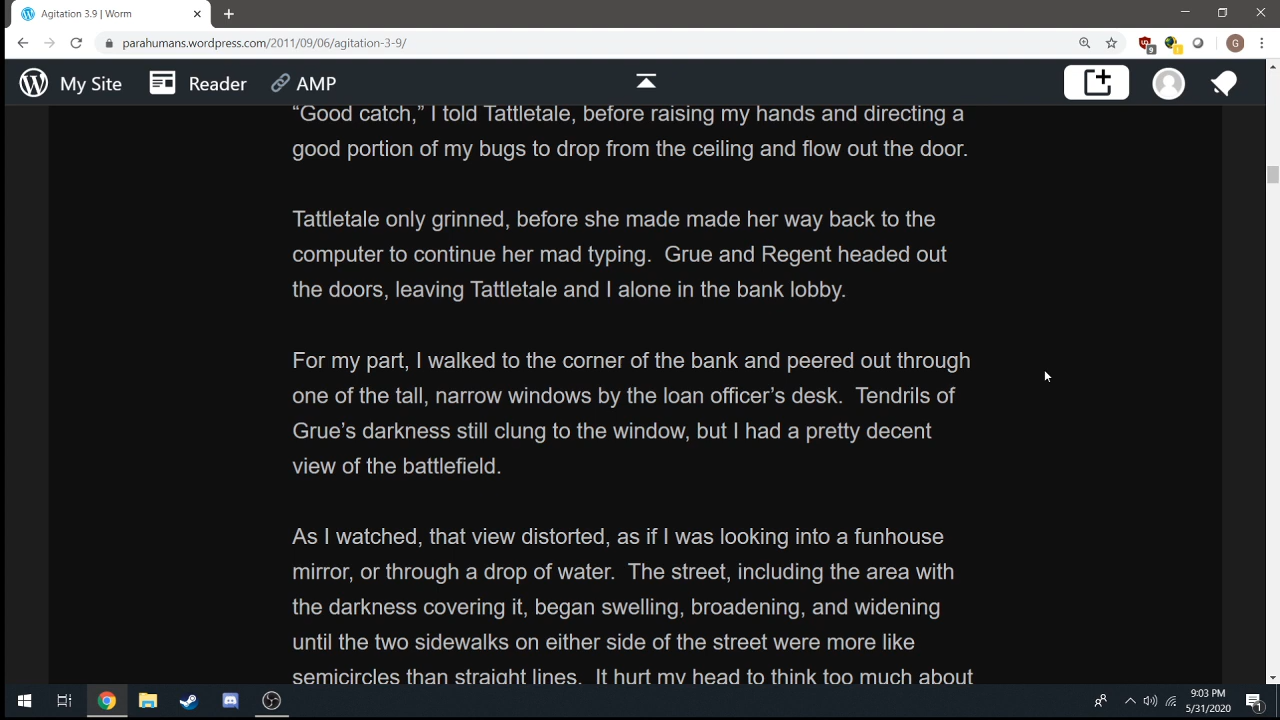 Agitation 3.9 | Worm
parahumans.wordpress.com/2011/09/06/agitation-3-9/
9
1
G
My Site
Reader
AMP
“Good catch,” I told Tattletale, before raising my hands and directing a
good portion of my bugs to drop from the ceiling and flow out the door.
Tattletale only grinned, before she made made her way back to the
computer to continue her mad typing.  Grue and Regent headed out
the doors, leaving Tattletale and I alone in the bank lobby.
For my part, I walked to the corner of the bank and peered out through
one of the tall, narrow windows by the loan officer’s desk.  Tendrils of
Grue’s darkness still clung to the window, but I had a pretty decent
view of the battlefield.
As I watched, that view distorted, as if I was looking into a funhouse
mirror, or through a drop of water.  The street, including the area with
the darkness covering it, began swelling, broadening, and widening
until the two sidewalks on either side of the street were more like
semicircles than straight lines.  It hurt my head to think too much about
9:03 PM
5/31/2020
1